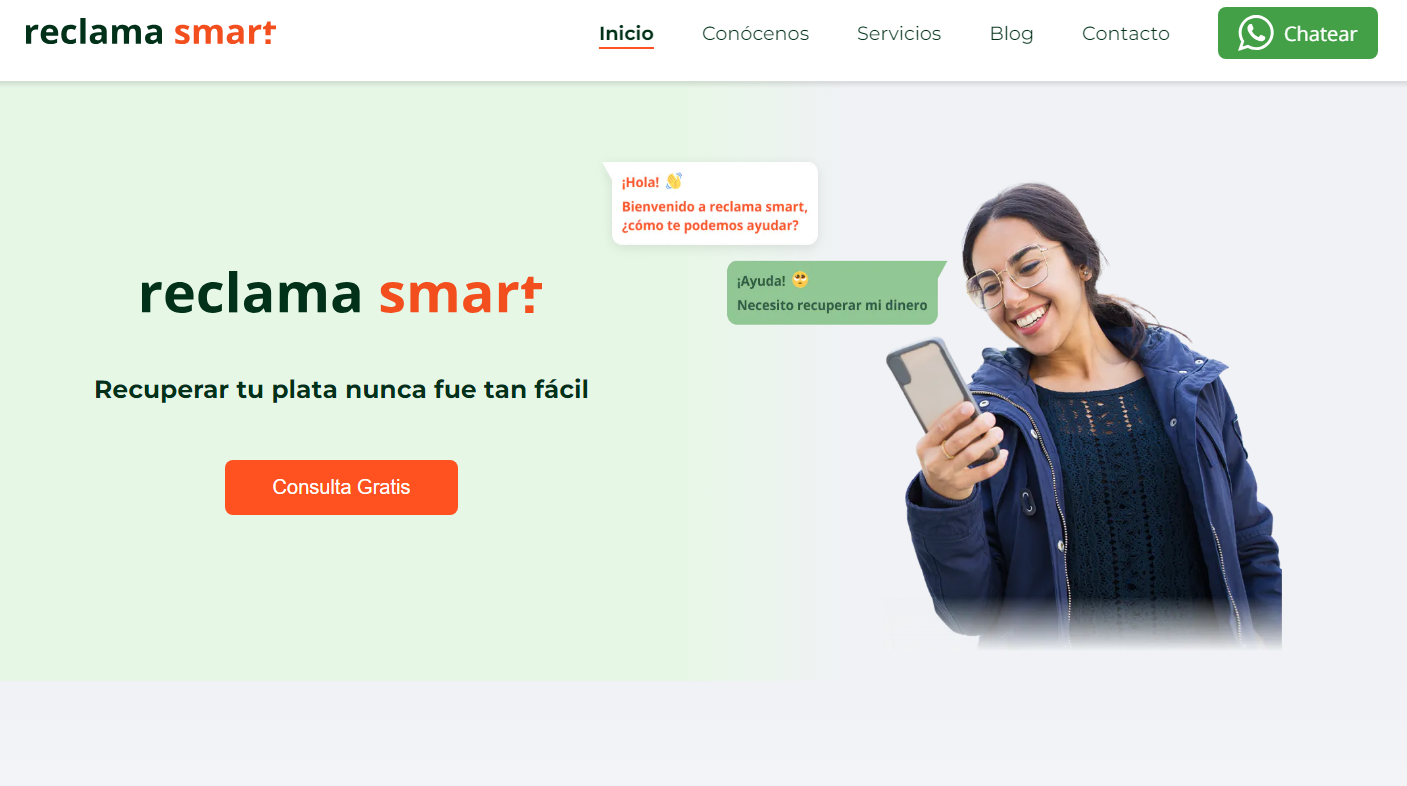 reclama smart
Inicio
Conócenos
Servicios
Blog
Contacto
Chatear
¡Hola! 👋
Bienvenido a reclama smart,
¿cómo te podemos ayudar?
¡Ayuda! 🥺
Necesito recuperar mi dinero
reclama smart
Recuperar tu plata nunca fue tan fácil
Consulta Gratis